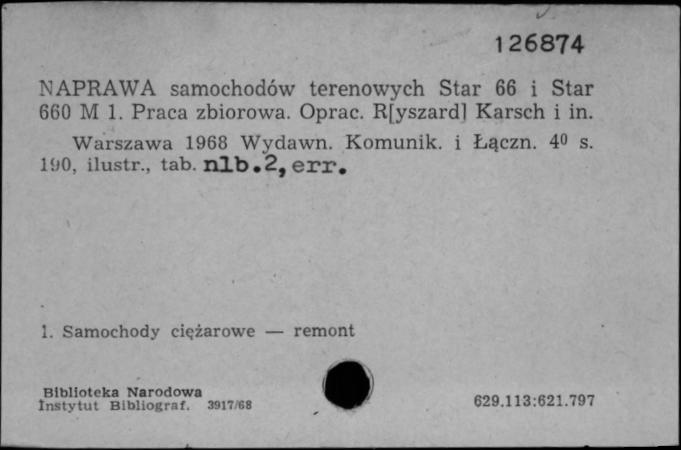 126874
NAPRAWA samochodów terenowych Star 66 i Star
660 M 1. Praca zbiorowa. Oprac. R[yszard] Karsch i in.
Warszawa 1968 Wydawn. Komunik. i Łączn. 4⁰ s.
190, ilustr., tab. nlb.2, err.
1. Samochody ciężarowe — remont
Biblioteka Narodowa
Instytut Bibliograf. 3917/68
629.113:621.797